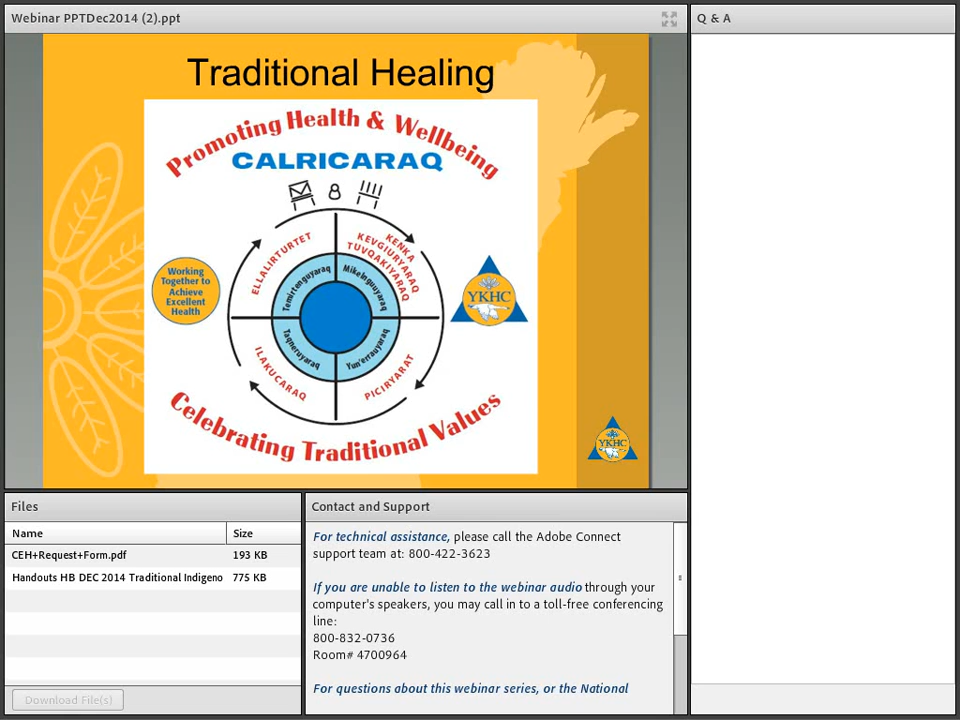 Webinar PPTDec2014 (2).ppt
Traditional Healing
Promoting Health & Wellbeing
CALRICARAQ
ELLALIRTURTET
KENKA
KEVGIURYARAQ
TUVQAKIYARAQ
Temirtenguyaraq
Mikelnguuyaraq
Working
Together to
Achieve
Excellent
Health
YKHC
Taqneruyaraq
Yun'errauyaraq
ILAKUCARAQ
PICIRYARAT
Celebrating Traditional Values
YKHC
Q & A
Files
Name Size
CEH+Request+Form.pdf 193 KB
Handouts HB DEC 2014 Traditional Indigeno 775 KB
Download File(s)
Contact and Support
For technical assistance, please call the Adobe Connect
support team at: 800-422-3623
If you are unable to listen to the webinar audio through your
computer's speakers, you may call in to a toll-free conferencing
line:
800-832-0736
Room# 4700964
For questions about this webinar series, or the National